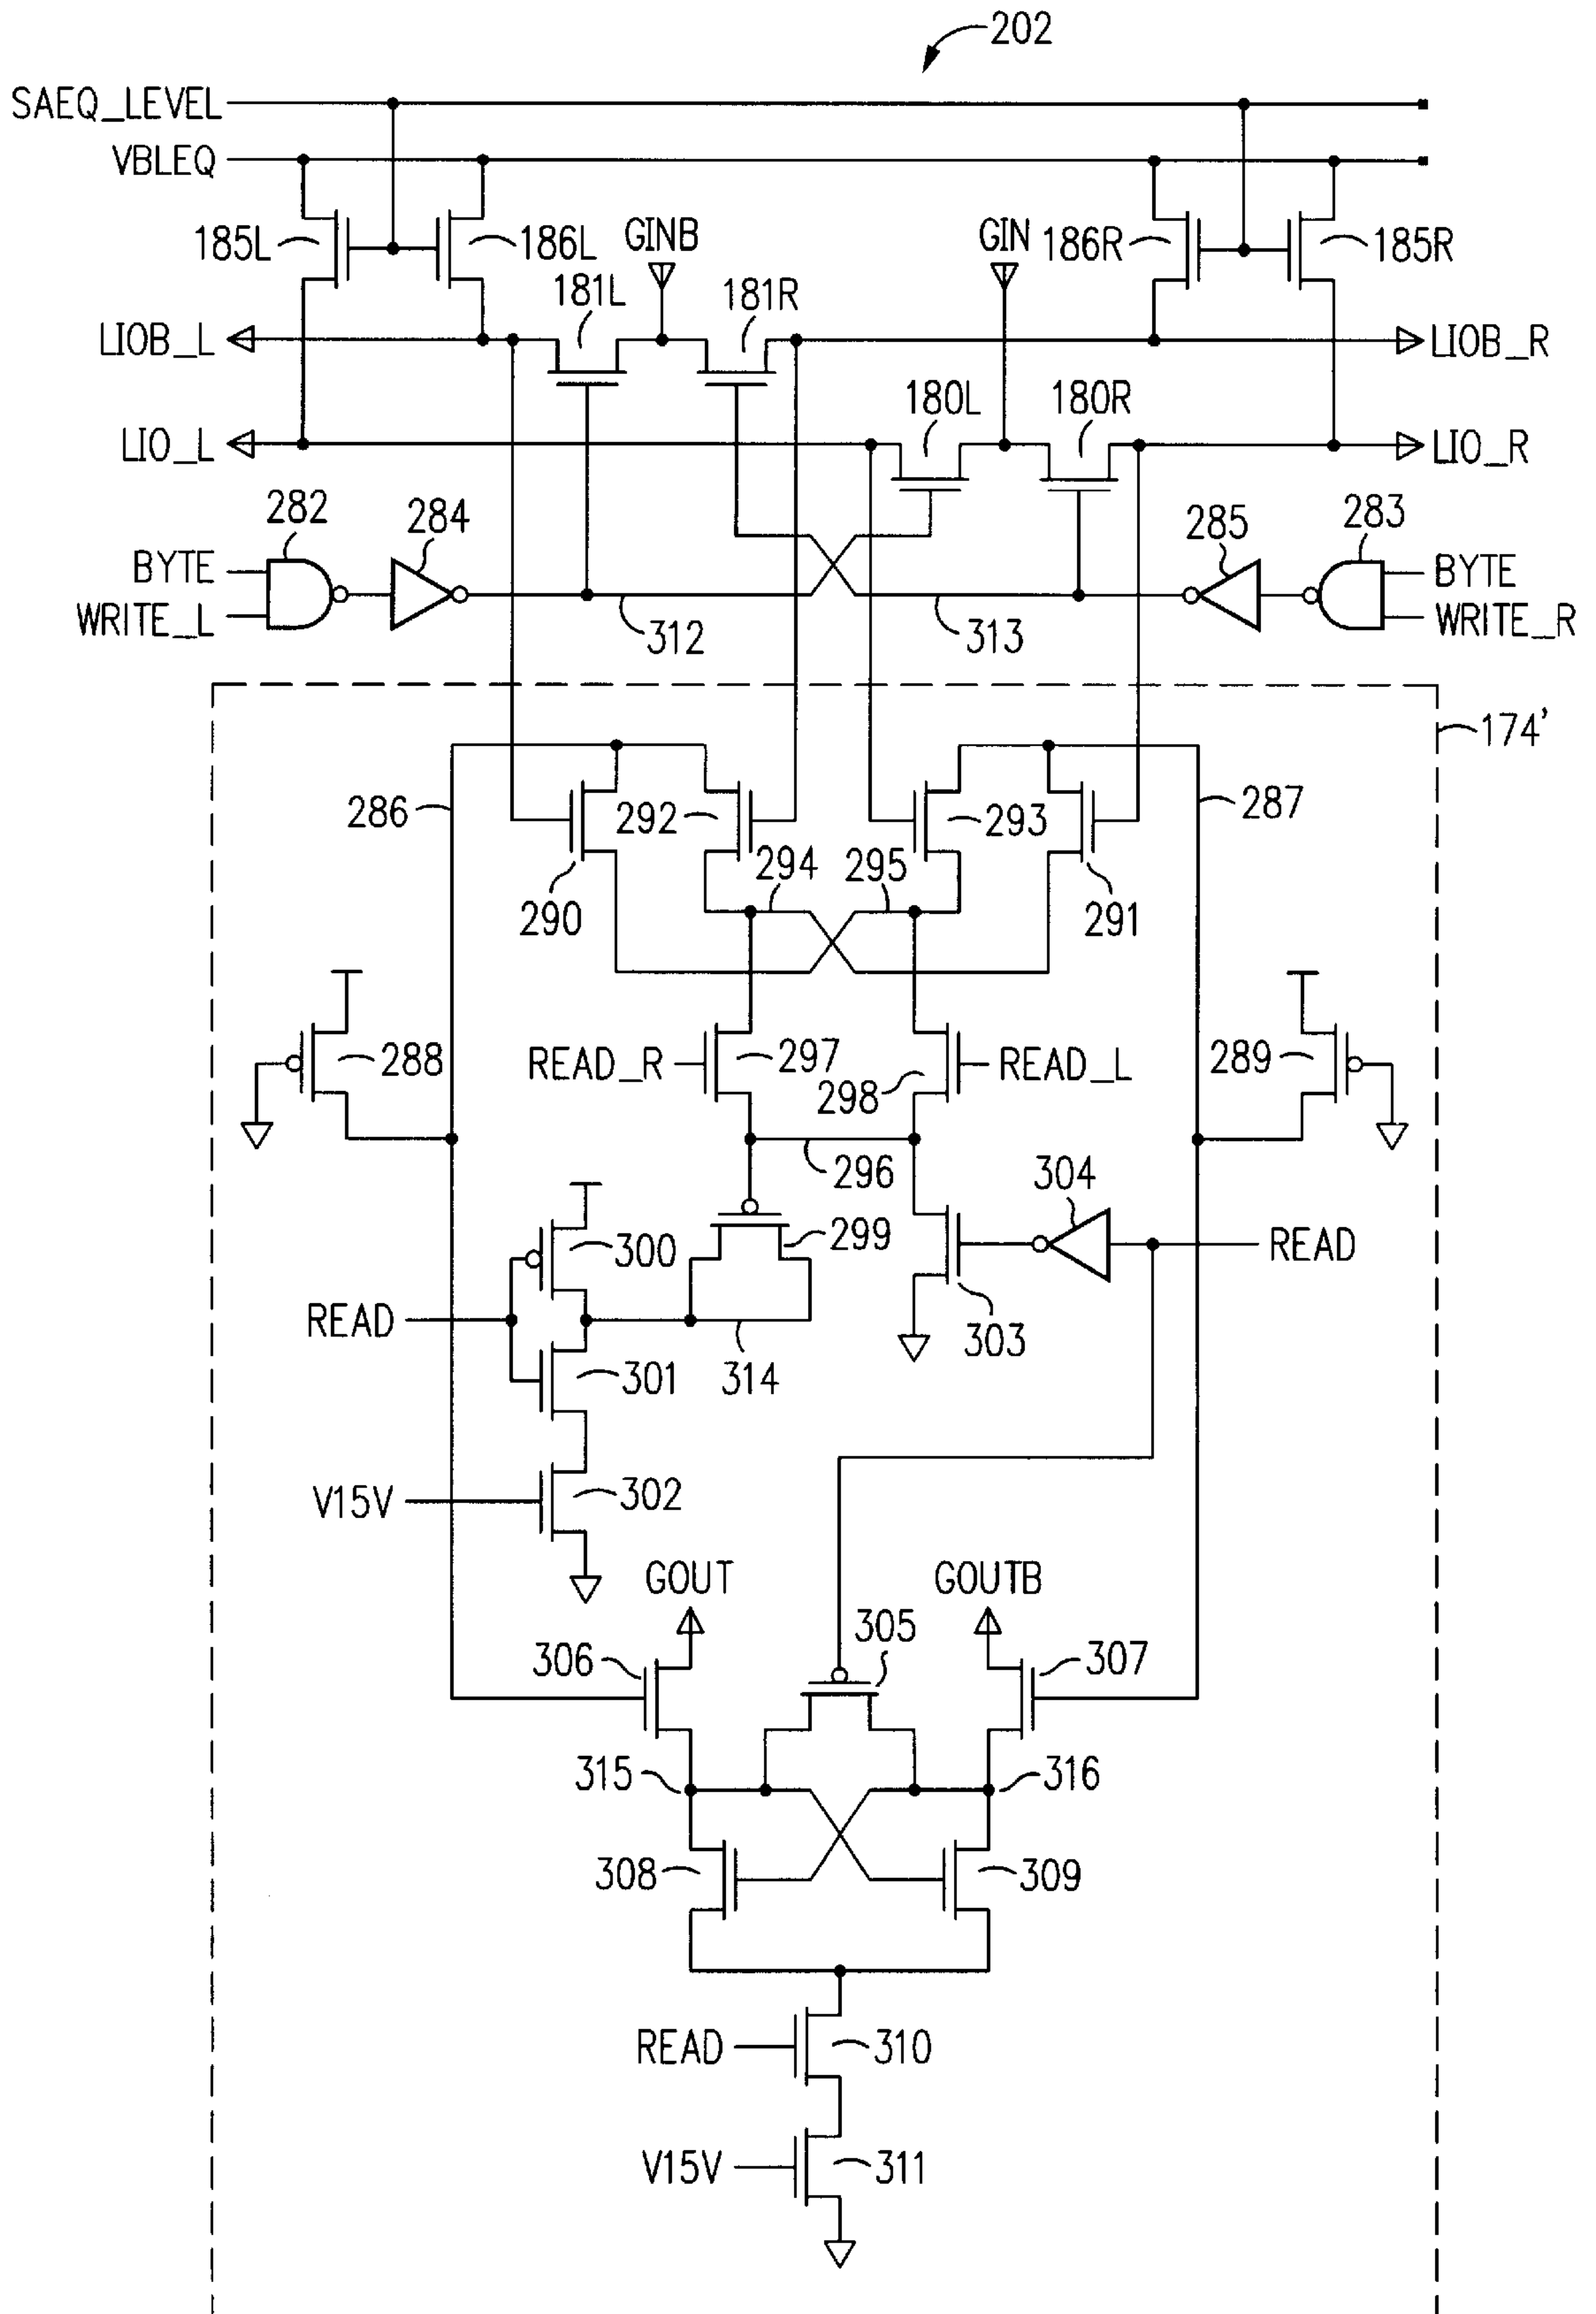 202
SAEQ_LEVEL
VBLEQ
185L
186L
GINB
GIN
186R
185R
181L
181R
LIOB_L
LIOB_R
180L
180R
LIO_L
LIO_R
282
284
285
283
BYTE
BYTE
WRITE_L
312
313
WRITE_R
174'
286
292
293
287
294
295
290
291
288
READ_R
297
298
READ_L
289
296
304
300
299
READ
READ
303
301
314
V15V
302
GOUT
GOUTB
305
306
307
315
316
308
309
READ
310
V15V
311